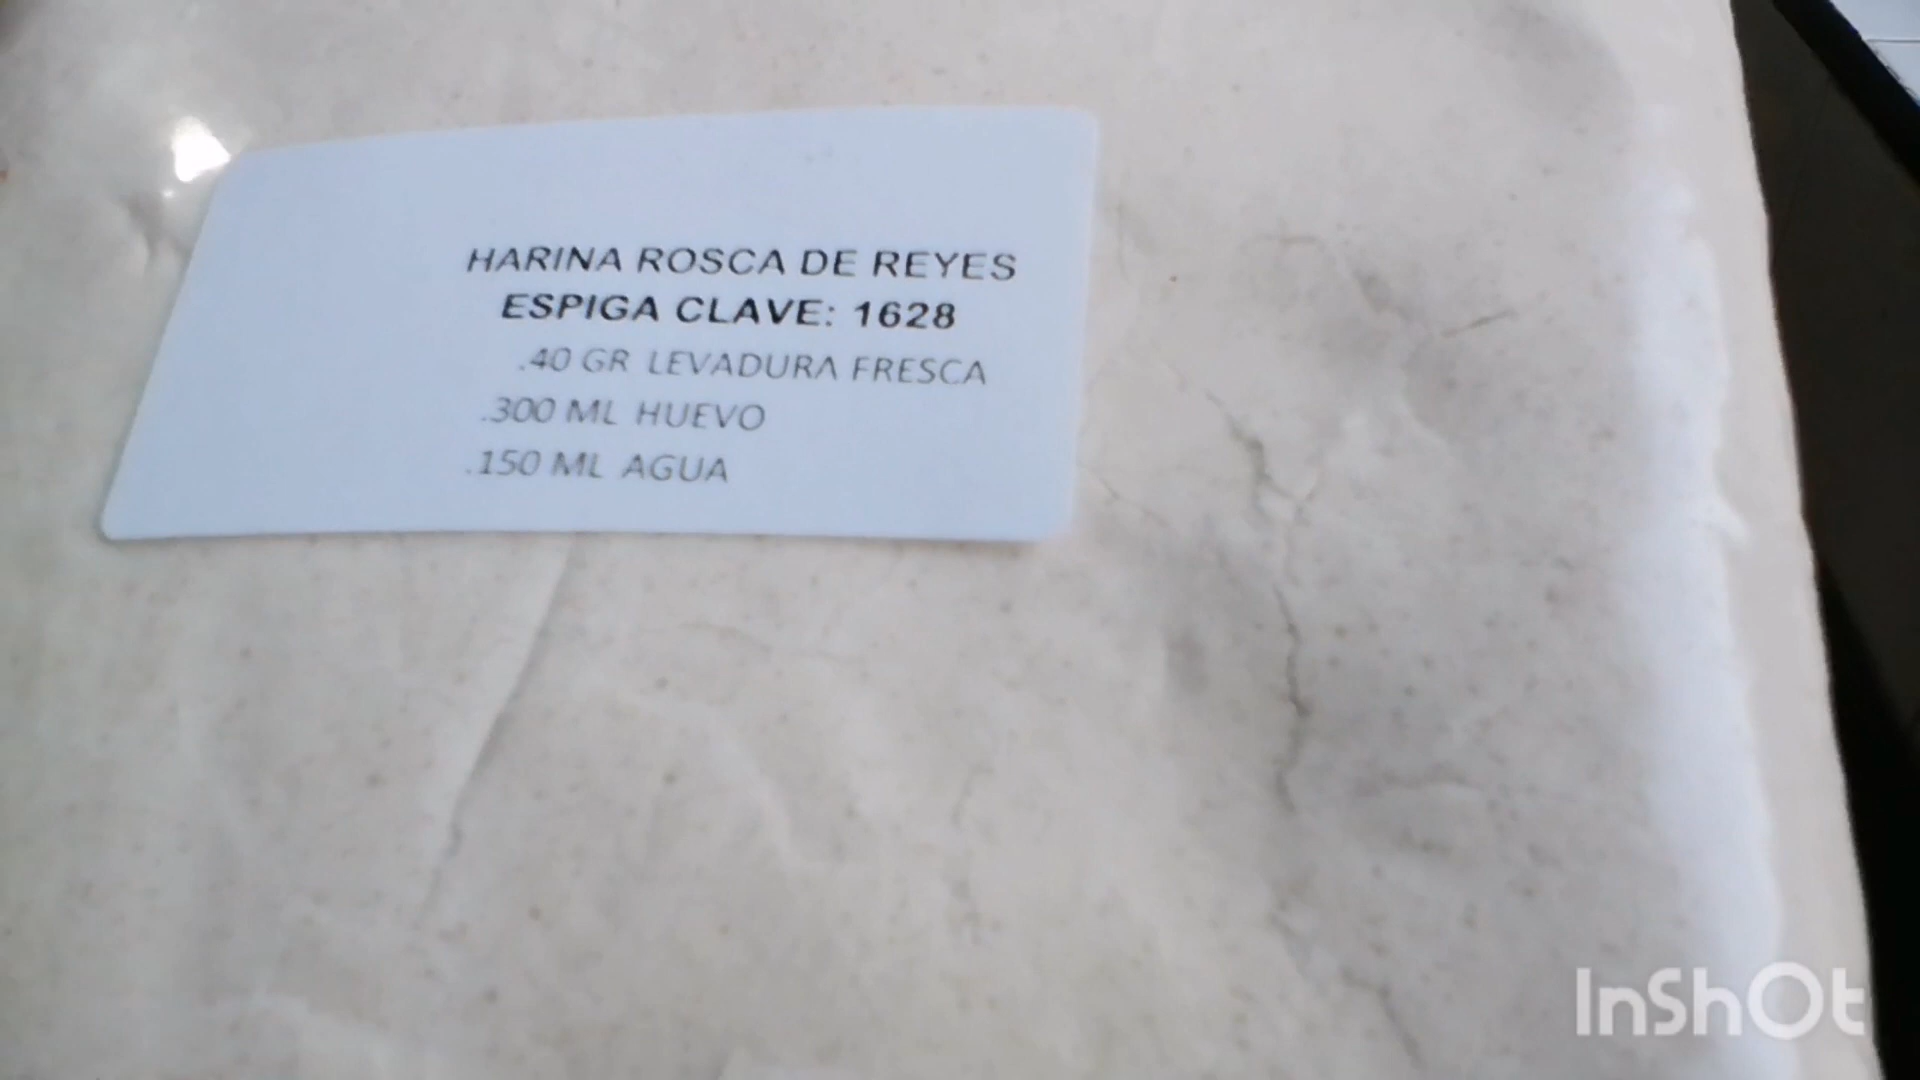 HARINA ROSCA DE REYES
ESPIGA CLAVE: 1628
.40 GR LEVADURA FRESCA
.300 ML HUEVO
.150 ML AGUA
InShOt